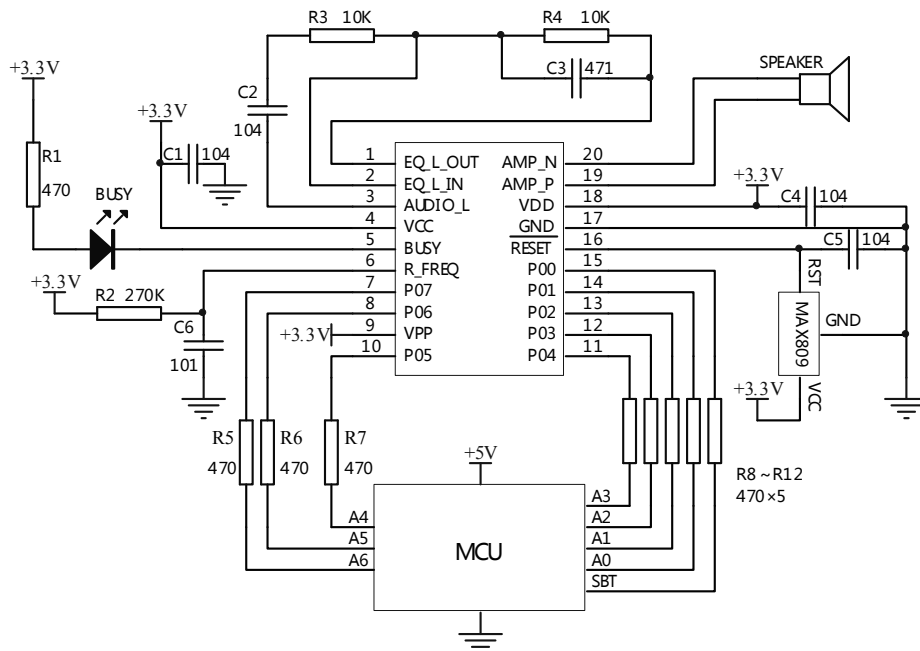 R3 10K
R4 10K
C3 471
SPEAKER
+3.3V
C2
104
+3.3V
R1
470
C1 104
BUSY
1 EQ_L_OUT AMP_N 20
2 EQ_L_IN AMP_P 19
3 AUDIO_L VDD 18
4 VCC GND 17
5 BUSY RESET 16
6 R_FREQ P00 15
7 P07 P01 14
8 P06 P02 13
9 VPP P03 12
10 P05 P04 11
+3.3V
C4 104
C5 104
RST
MAX809
GND
VCC
+3.3V
+3.3V
R2 270K
C6
101
+3.3V
R5
470
R6
470
R7
470
R8~R12
470×5
+5V
MCU
A4
A5
A6
A3
A2
A1
A0
SBT